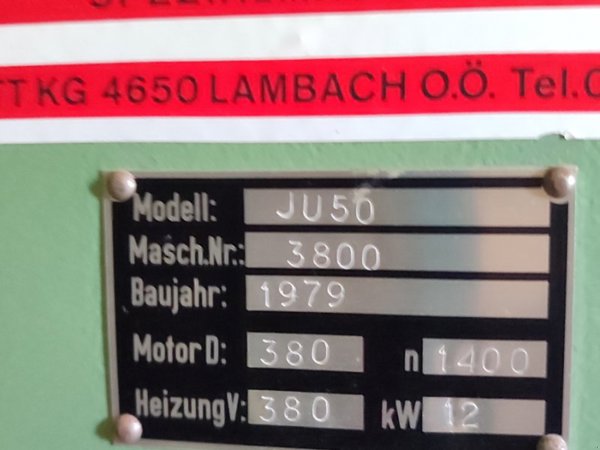 TT KG 4650 LAMBACH O.Ö. Tel.0
Modell: JU50
Masch.Nr.: 3800
Baujahr: 1979
Motor D: 380 n 1400
Heizung V: 380 kW 12